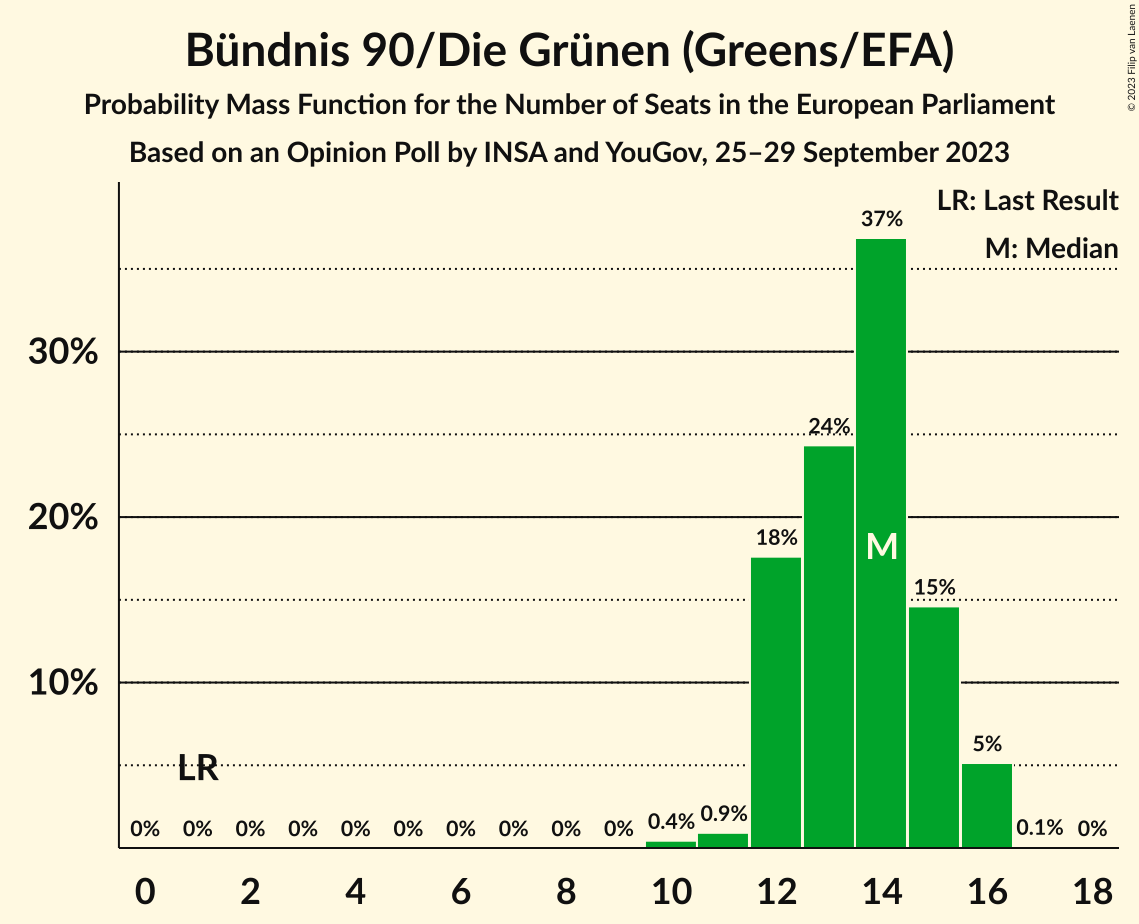 Bündnis 90/Die Grünen (Greens/EFA)
Probability Mass Function for the Number of Seats in the European Parliament
Based on an Opinion Poll by INSA and YouGov, 25–29 September 2023
© 2023 Filip van Laenen
LR: Last Result
M: Median
37%
30%
24%
20%
18%
M
15%
10%
LR
5%
0% 0% 0% 0% 0% 0% 0% 0% 0% 0% 0.4% 0.9% 0.1% 0%
0 2 4 6 8 10 12 14 16 18